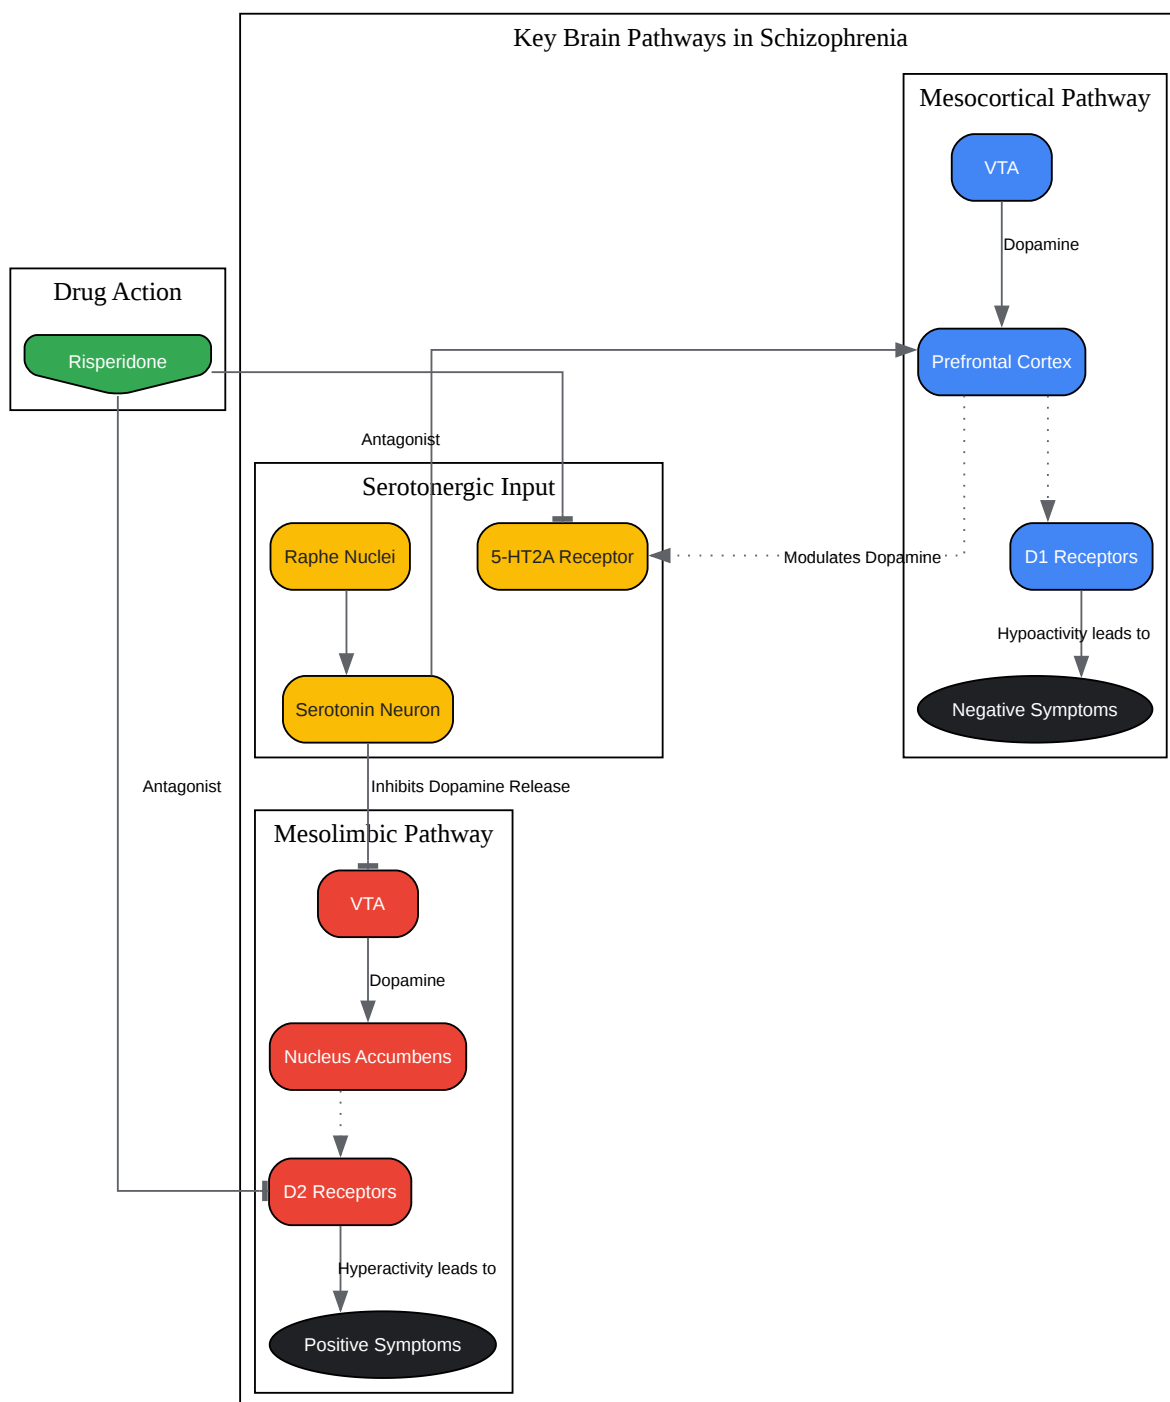 Key Brain Pathways in Schizophrenia
Mesocortical Pathway
VTA
Dopamine
Drug Action
Risperidone
Prefrontal Cortex
Antagonist
Serotonergic Input
Raphe Nuclei
5-HT2A Receptor
Modulates Dopamine
D1 Receptors
Hypoactivity leads to
Serotonin Neuron
Negative Symptoms
Antagonist
Inhibits Dopamine Release
Mesolimbic Pathway
VTA
Dopamine
Nucleus Accumbens
D2 Receptors
Hyperactivity leads to
Positive Symptoms